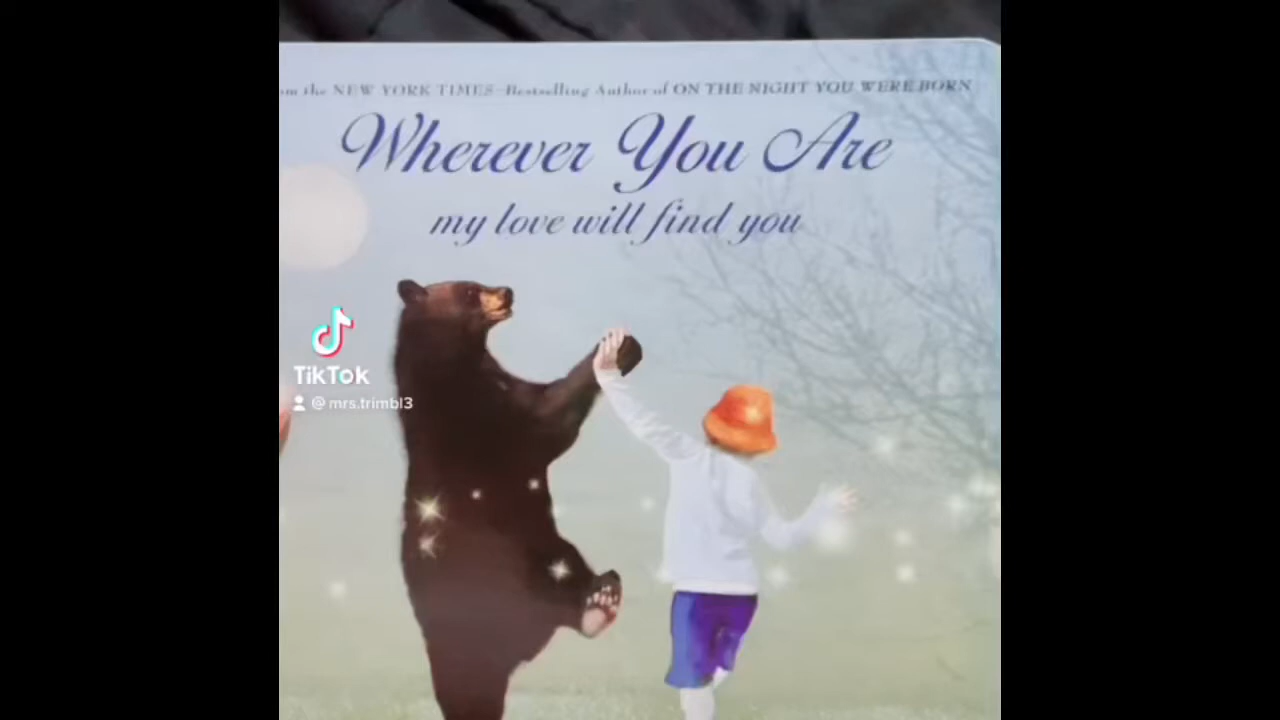 the NEW YORK TIMES-Bestselling Author of ON THE NIGHT YOU WERE BORN
Wherever You Are
my love will find you
TikTok
@mrs.trimbl3